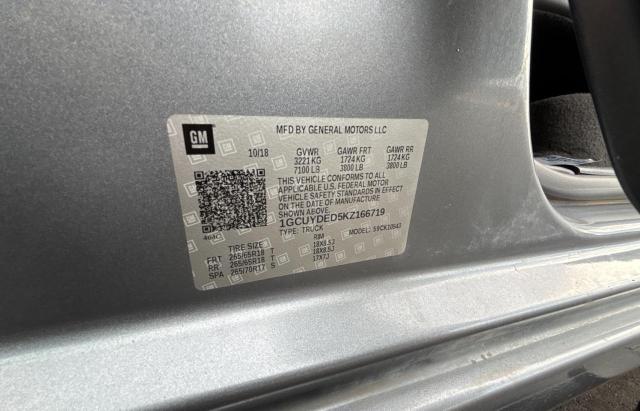 GM
MFD BY GENERAL MOTORS LLC
10/18 GVWR GAWR FRT GAWR RR
3221 KG 1724 KG 1724 KG
7100 LB 3800 LB 3800 LB
THIS VEHICLE CONFORMS TO ALL
APPLICABLE U.S. FEDERAL MOTOR
VEHICLE SAFETY STANDARDS IN EFFECT
ON THE DATE OF MANUFACTURE
SHOWN ABOVE.
1GCUYDED5KZ166719
TYPE: TRUCK MODEL:
TIRE SIZE RIM
FRT 265/65R18 T 18X8.5J
RR 265/65R18 T 18X8.5J
SPA 265/70R17 S 17X7J